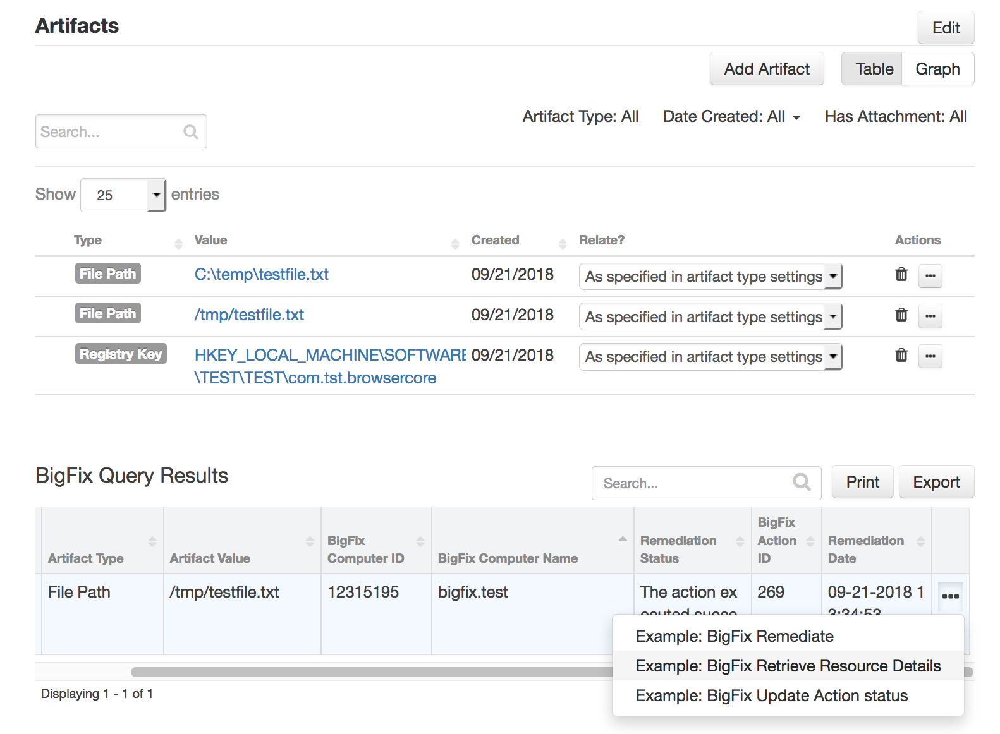 Artifacts
Edit
Add Artifact
Table
Graph
Artifact Type: All
Date Created: All
Has Attachment: All
Search...
Show 25 entries
Type
Value
Created
Relate?
Actions
File Path
C:\temp\testfile.txt
09/21/2018
As specified in artifact type settings
File Path
/tmp/testfile.txt
09/21/2018
As specified in artifact type settings
Registry Key
HKEY_LOCAL_MACHINE\SOFTWARE
\TEST\TEST\com.tst.browsercore
09/21/2018
As specified in artifact type settings
BigFix Query Results
Search...
Print
Export
Artifact Type
Artifact Value
BigFix
Computer ID
BigFix Computer Name
Remediation
Status
BigFix
Action
ID
Remediation
Date
File Path
/tmp/testfile.txt
12315195
bigfix.test
The action ex
ecuted succe
269
09-21-2018 1
3:34:53
Example: BigFix Remediate
Example: BigFix Retrieve Resource Details
Example: BigFix Update Action status
Displaying 1 - 1 of 1